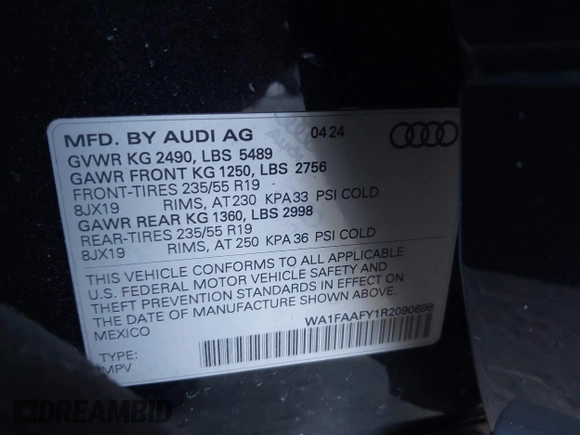 MFD. BY AUDI AG 04 24
GVWR KG 2490, LBS 5489
GAWR FRONT KG 1250, LBS 2756
FRONT-TIRES 235/55 R19
8JX19 RIMS, AT 230 KPA 33 PSI COLD
GAWR REAR KG 1360, LBS 2998
REAR-TIRES 235/55 R19
8JX19 RIMS, AT 250 KPA 36 PSI COLD
THIS VEHICLE CONFORMS TO ALL APPLICABLE
U.S. FEDERAL MOTOR VEHICLE SAFETY AND
THEFT PREVENTION STANDARDS IN EFFECT ON
THE DATE OF MANUFACTURE SHOWN ABOVE.
MEXICO
WA1FAAFY1R2090698
TYPE:
MPV
DREAMBID